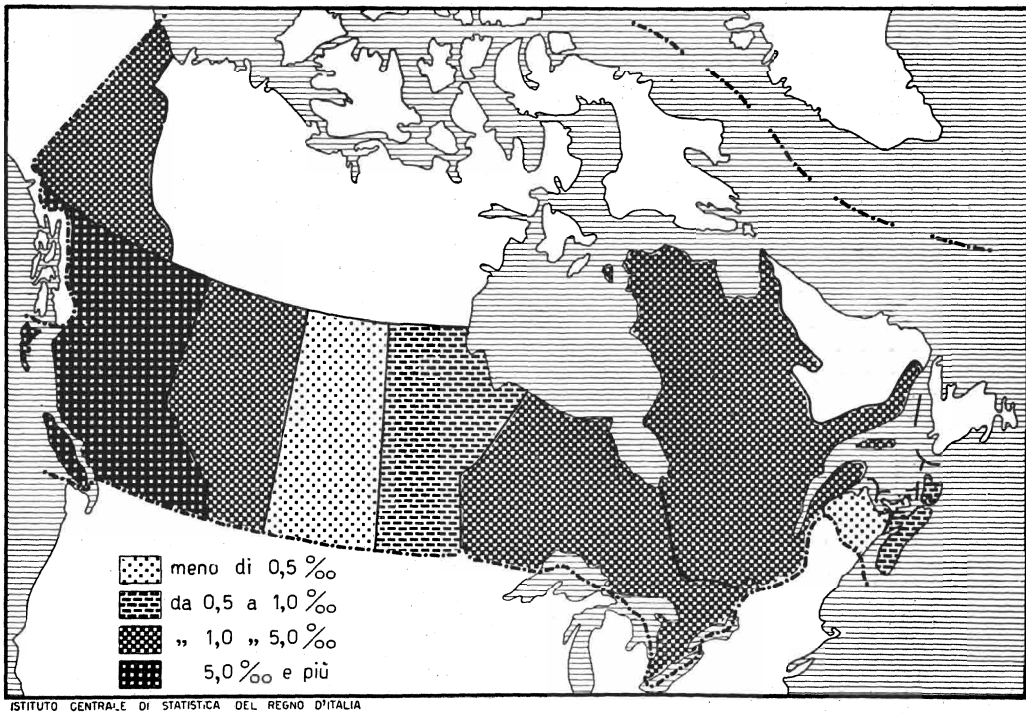 meno di 0,5 ‰
da 0,5 a 1,0 ‰
„ 1,0 „ 5,0 ‰
5,0 ‰ e più
ISTITUTO CENTRALE DI STATISTICA DEL REGNO D'ITALIA